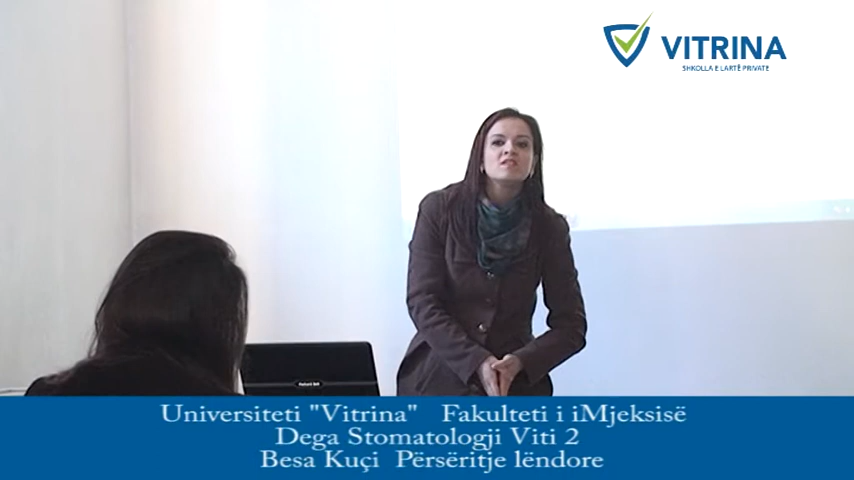 VITRINA
SHKOLLA E LARTË PRIVATE
Universiteti "Vitrina" Fakulteti i iMjeksisë
Dega Stomatologji Viti 2
Besa Kuçi Përsëritje lëndore